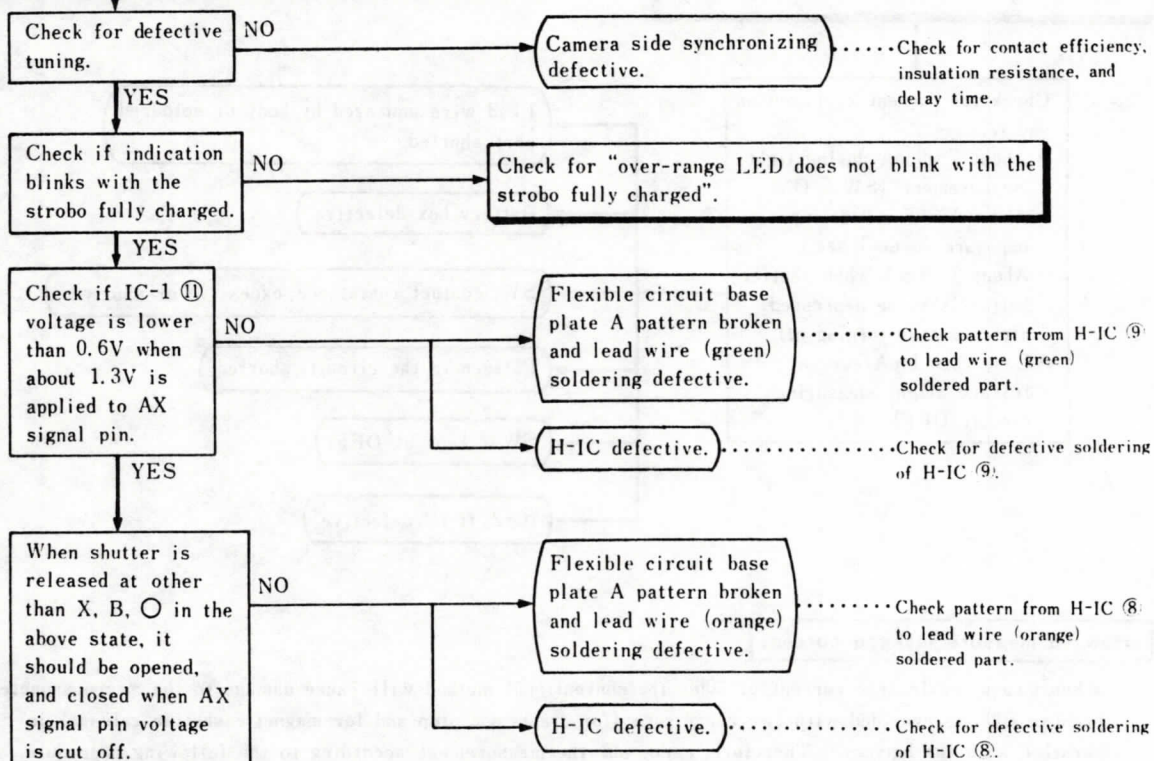 Check for defective
tuning.
NO
Camera side synchronizing
defective.
Check for contact efficiency,
insulation resistance, and
delay time.
YES
Check if indication
blinks with the
strobo fully charged.
NO
Check for “over-range LED does not blink with the
strobo fully charged”.
YES
Check if IC-1 ⑪
voltage is lower
than 0.6V when
about 1.3V is
applied to AX
signal pin.
NO
Flexible circuit base
plate A pattern broken
and lead wire (green)
soldering defective.
Check pattern from H-IC ⑨
to lead wire (green)
soldered part.
H-IC defective.
Check for defective soldering
of H-IC ⑨.
YES
When shutter is
released at other
than X, B, O in the
above state, it
should be opened,
and closed when AX
signal pin voltage
is cut off.
NO
Flexible circuit base
plate A pattern broken
and lead wire (orange)
soldering defective.
Check pattern from H-IC ⑧
to lead wire (orange)
soldered part.
H-IC defective.
Check for defective soldering
of H-IC ⑧.